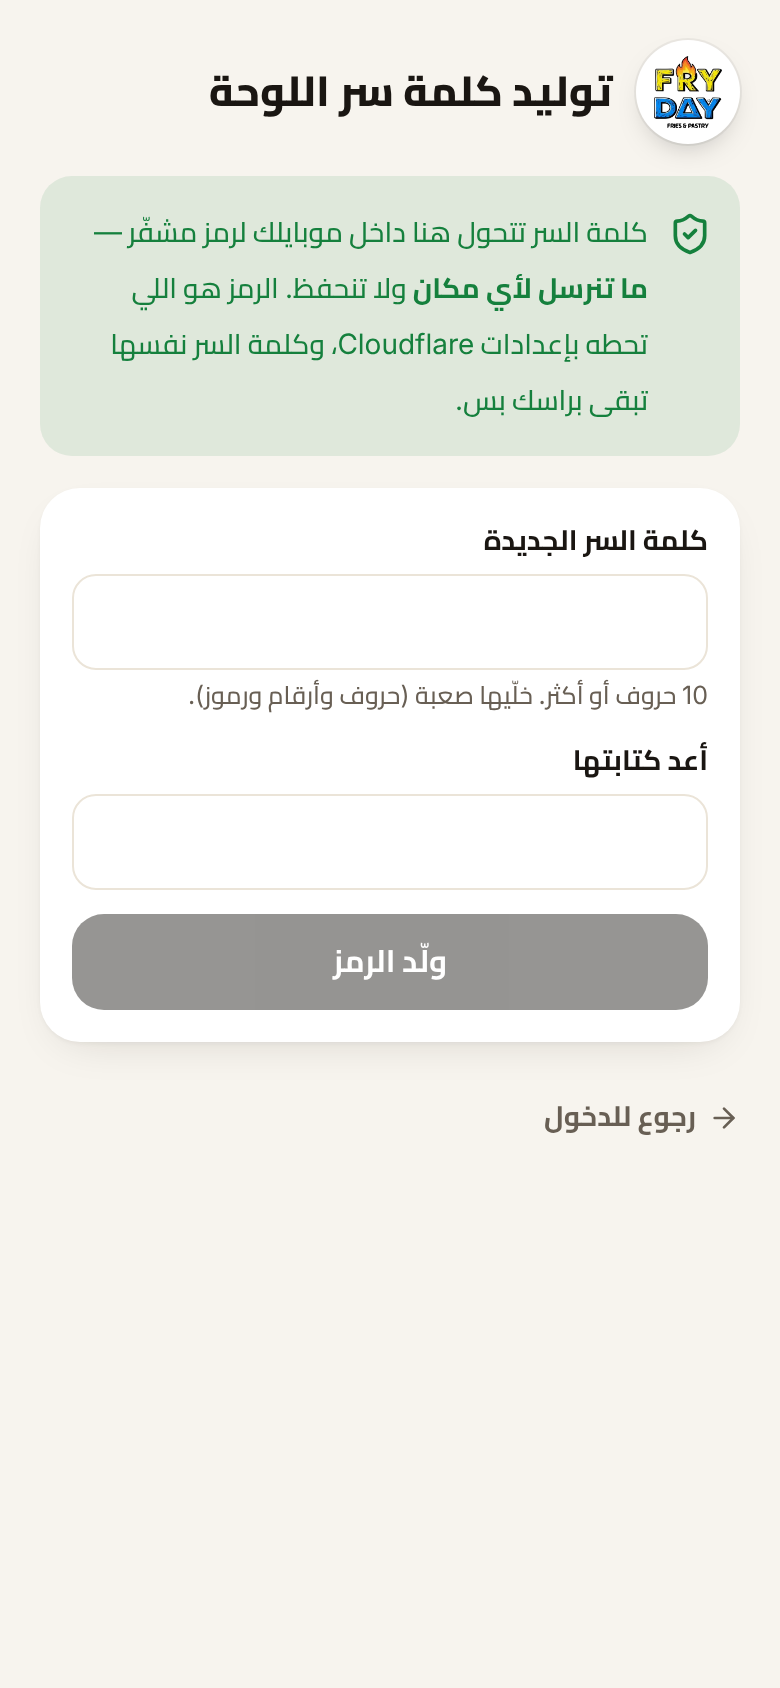 FRY
DAY
FRIES & PASTRY
توليد كلمة سر اللوحة
كلمة السر تتحول هنا داخل موبايلك لرمز مشفّر —
ما تنرسل لأي مكان ولا تنحفظ. الرمز هو اللي
تحطه بإعدادات Cloudflare، وكلمة السر نفسها
تبقى براسك بس.
كلمة السر الجديدة
10 حروف أو أكثر. خلّيها صعبة (حروف وأرقام ورموز).
أعد كتابتها
ولّد الرمز
رجوع للدخول